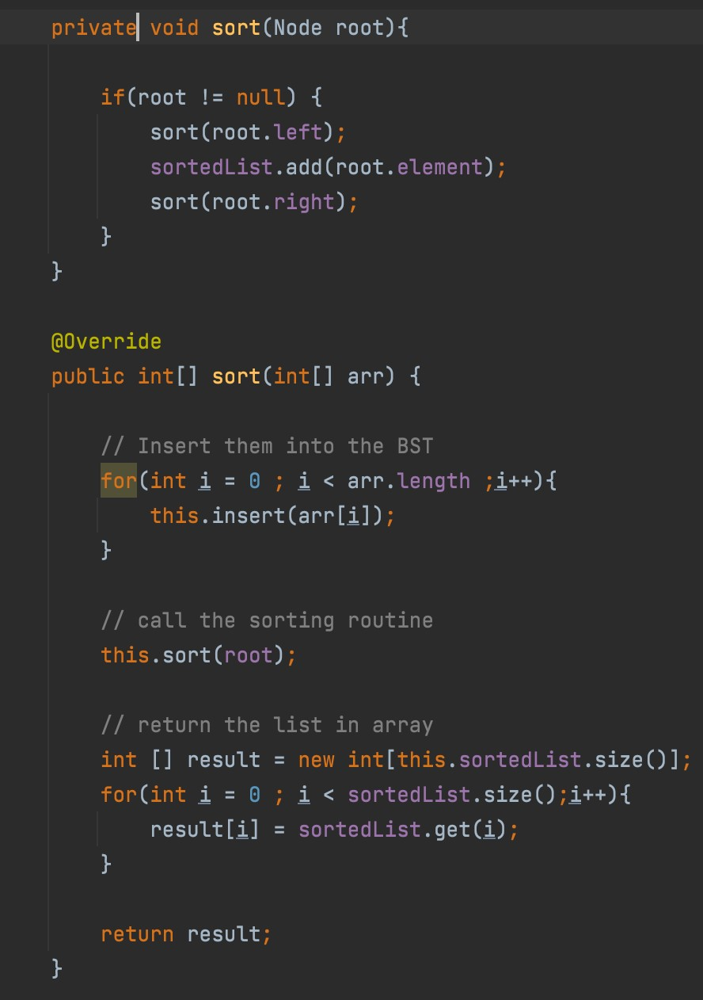 private void sort(Node root){
if(root != null) {
sort(root.left);
sortedList.add(root.element);
sort(root.right);
}
}
@Override
public int[] sort(int[] arr) {
// Insert them into the BST
for(int i = 0 ; i < arr.length ;i++){
this.insert(arr[i]);
}
// call the sorting routine
this.sort(root);
// return the list in array
int [] result = new int[this.sortedList.size()];
for(int i = 0 ; i < sortedList.size();i++){
result[i] = sortedList.get(i);
}
return result;
}